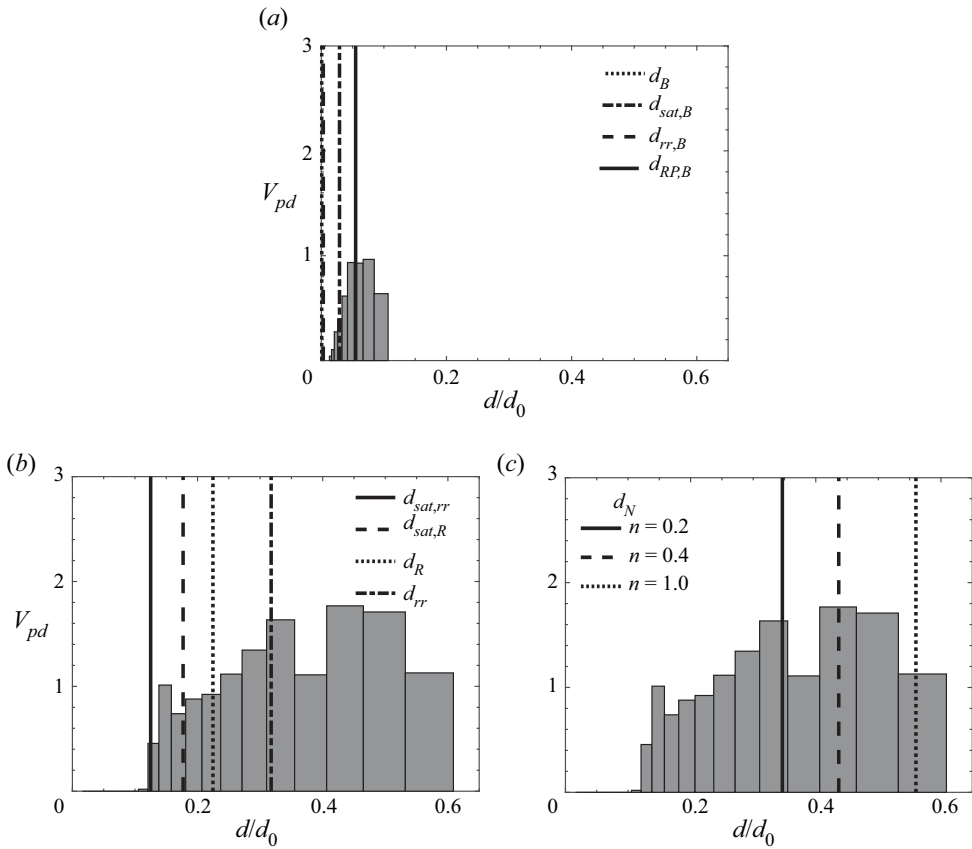 (a)
3
2
1
V_pd
d_B
d_sat,B
d_rr,B
d_RP,B
0 0.2 0.4 0.6
d/d_0
(b)
3
2
1
V_pd
d_sat,rr
d_sat,R
d_R
d_rr
0 0.2 0.4 0.6
d/d_0
(c)
3
2
1
d_N
n = 0.2
n = 0.4
n = 1.0
0 0.2 0.4 0.6
d/d_0